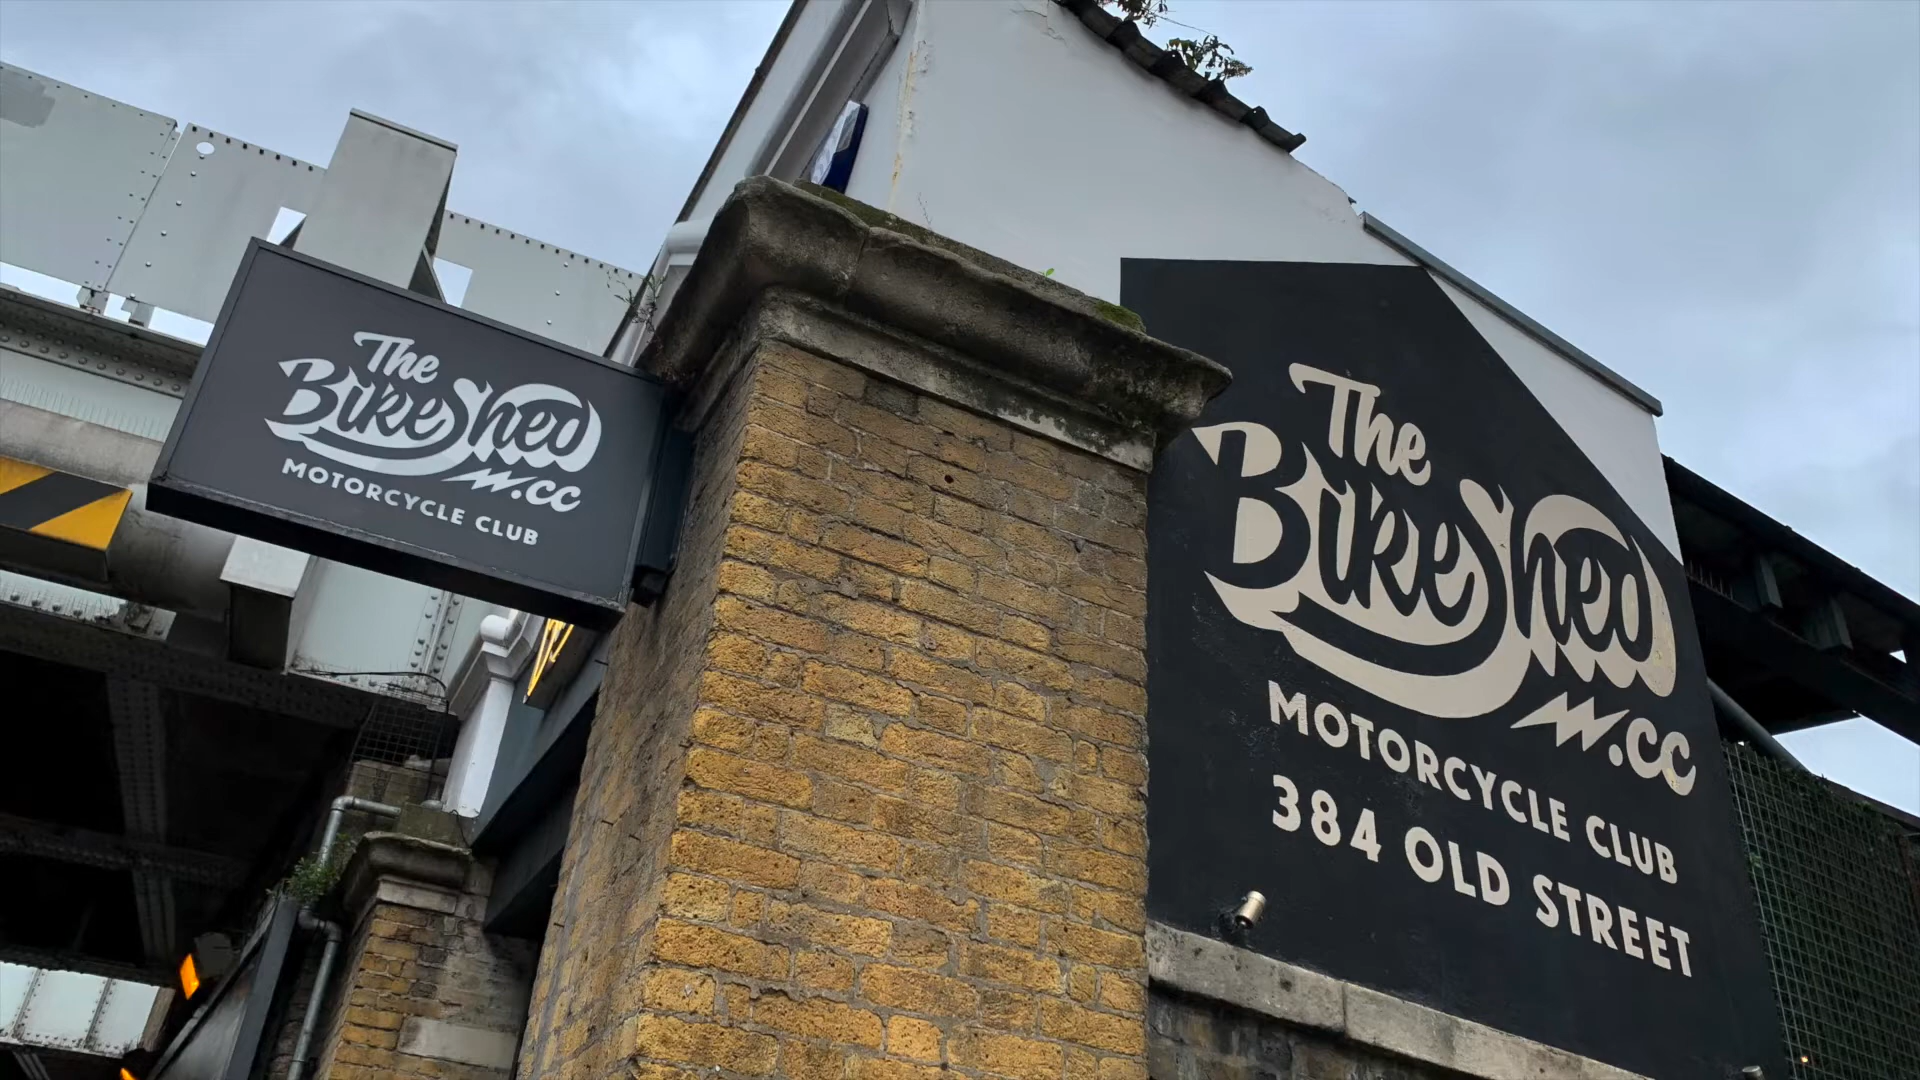 The
BikeShed
.cc
MOTORCYCLE CLUB
The
BikeShed
.cc
MOTORCYCLE CLUB
384 OLD STREET